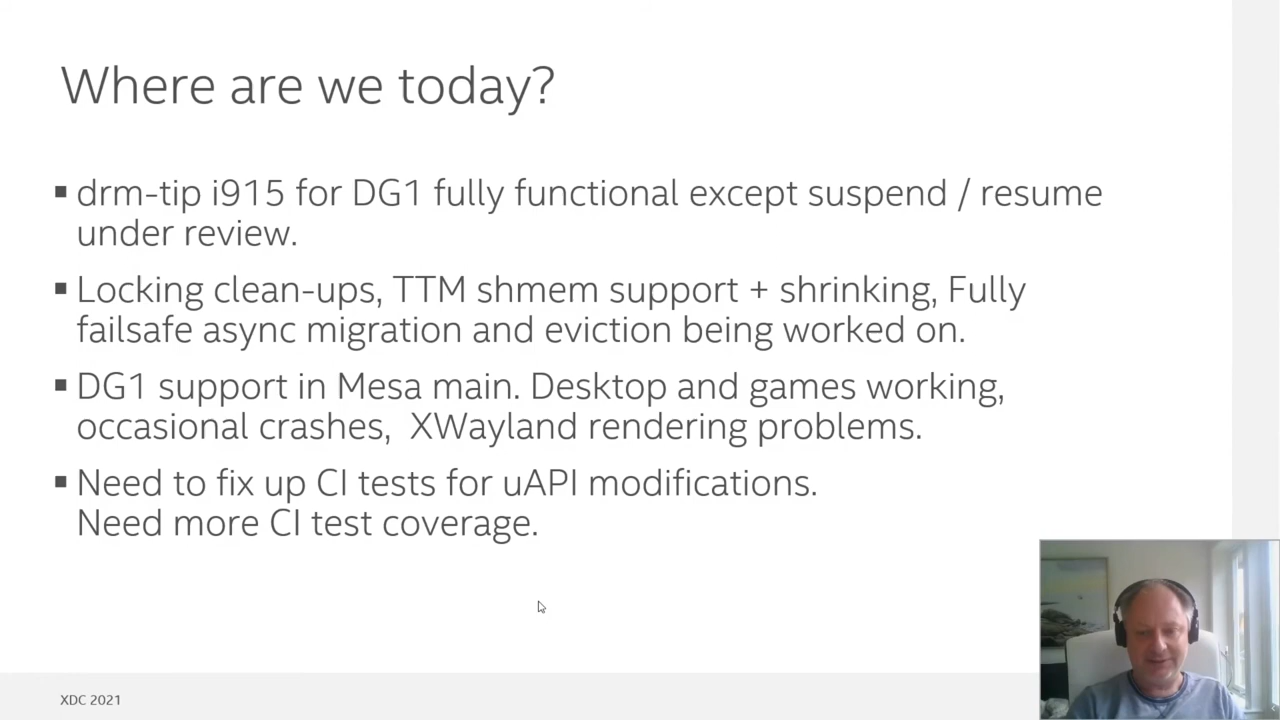 Where are we today?
▪ drm-tip i915 for DG1 fully functional except suspend / resume
under review.
▪ Locking clean-ups, TTM shmem support + shrinking, Fully
failsafe async migration and eviction being worked on.
▪ DG1 support in Mesa main. Desktop and games working,
occasional crashes,  XWayland rendering problems.
▪ Need to fix up CI tests for uAPI modifications.
Need more CI test coverage.
XDC 2021